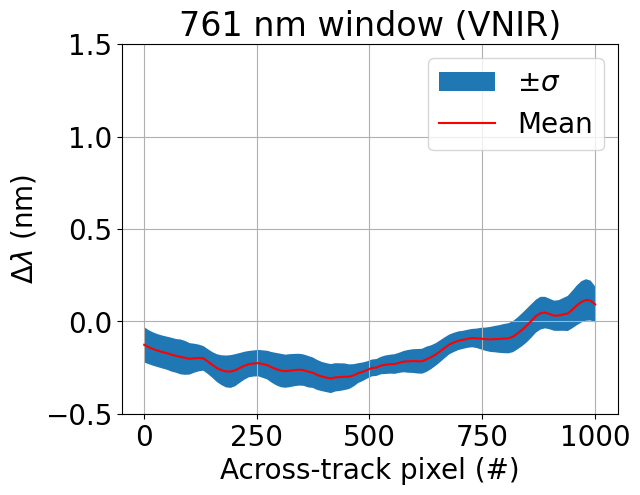 761 nm window (VNIR)
±σ
Mean
Δλ (nm)
1.5
1.0
0.5
0.0
−0.5
0 250 500 750 1000
Across-track pixel (#)